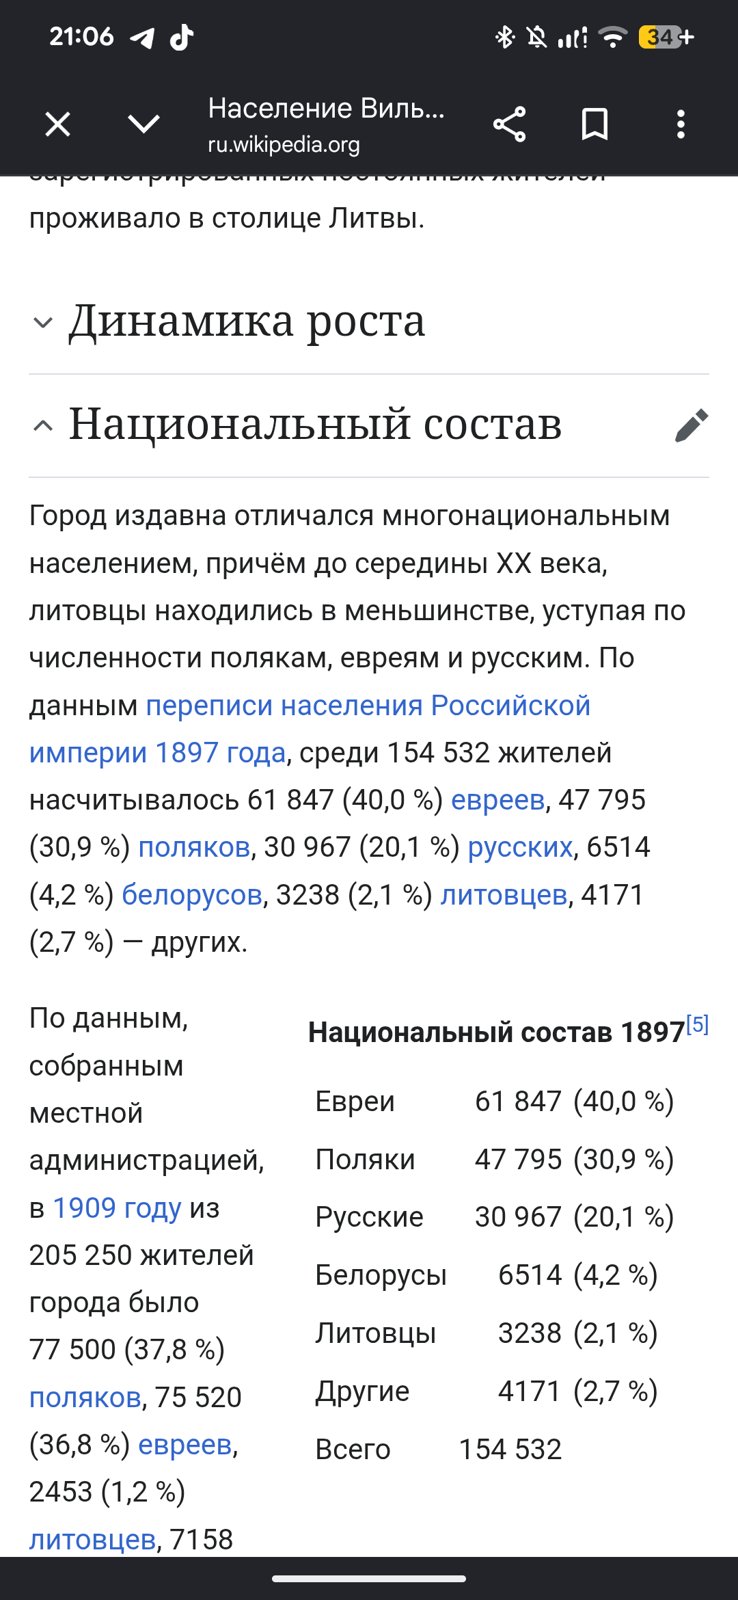 21:06
34+
Население Виль...
ru.wikipedia.org
зарегистрированных постоянных жителей
проживало в столице Литвы.
Динамика роста
Национальный состав
Город издавна отличался многонациональным
населением, причём до середины XX века,
литовцы находились в меньшинстве, уступая по
численности полякам, евреям и русским. По
данным переписи населения Российской
империи 1897 года, среди 154 532 жителей
насчитывалось 61 847 (40,0 %) евреев, 47 795
(30,9 %) поляков, 30 967 (20,1 %) русских, 6514
(4,2 %) белорусов, 3238 (2,1 %) литовцев, 4171
(2,7 %) — других.
По данным,
собранным
местной
администрацией,
в 1909 году из
205 250 жителей
города было
77 500 (37,8 %)
поляков, 75 520
(36,8 %) евреев,
2453 (1,2 %)
литовцев, 7158
Национальный состав 1897[5]
Евреи 61 847 (40,0 %)
Поляки 47 795 (30,9 %)
Русские 30 967 (20,1 %)
Белорусы 6514 (4,2 %)
Литовцы 3238 (2,1 %)
Другие 4171 (2,7 %)
Всего 154 532